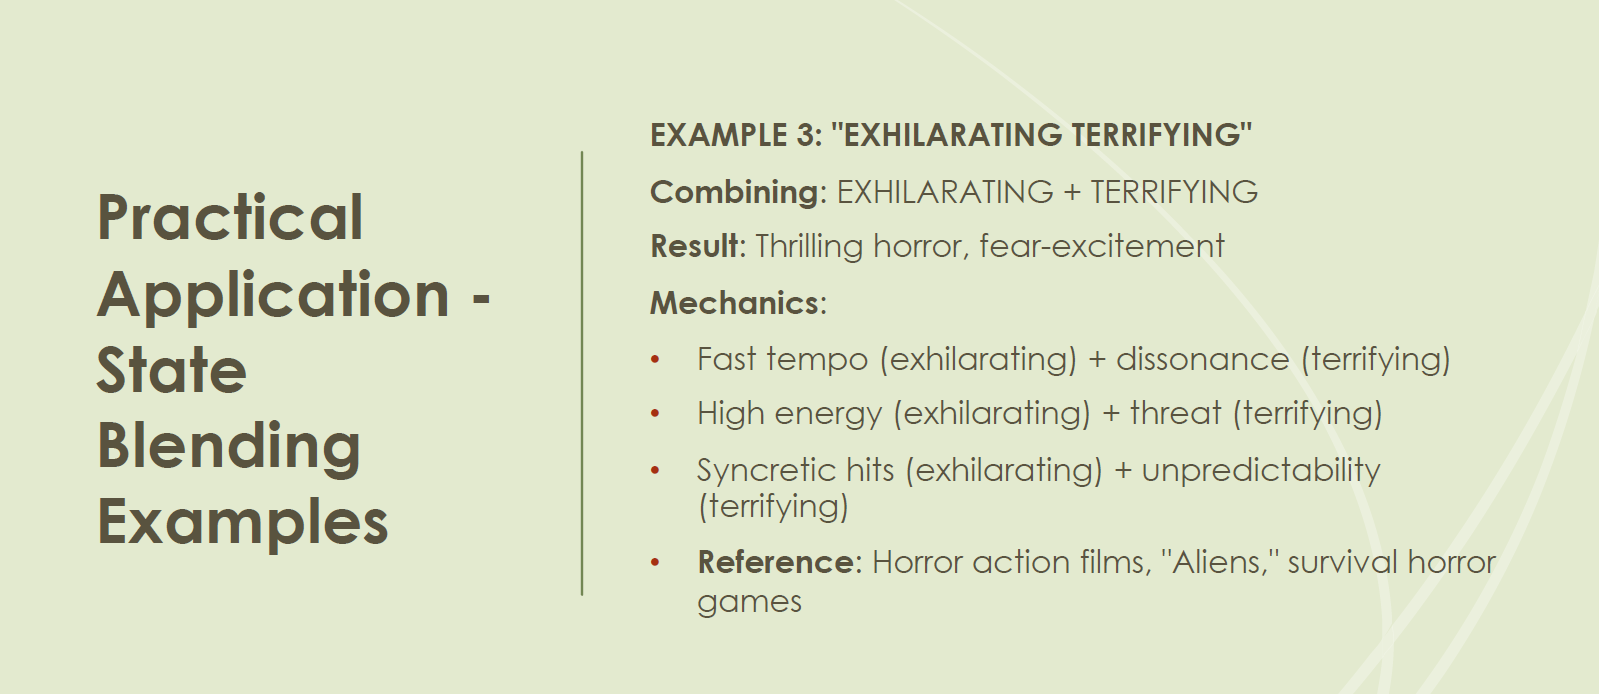 Practical
Application -
State
Blending
Examples
EXAMPLE 3: "EXHILARATING TERRIFYING"
Combining: EXHILARATING + TERRIFYING
Result: Thrilling horror, fear-excitement
Mechanics:
• Fast tempo (exhilarating) + dissonance (terrifying)
• High energy (exhilarating) + threat (terrifying)
• Syncretic hits (exhilarating) + unpredictability
(terrifying)
• Reference: Horror action films, "Aliens," survival horror
games